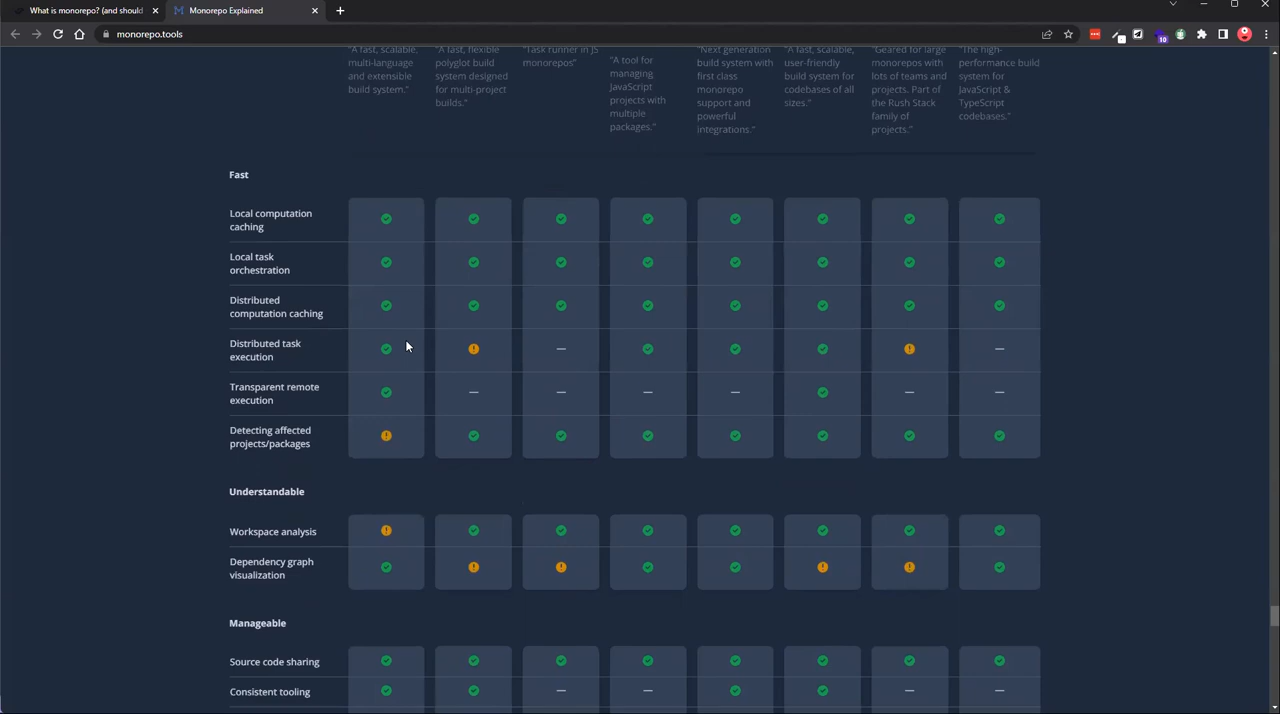 What is monorepo? (and should
Monorepo Explained
monorepo.tools
10
"A fast, scalable,
multi-language
and extensible
build system."
"A fast, flexible
polyglot build
system designed
for multi-project
builds."
"Task runner in JS
monorepos"
"A tool for
managing
JavaScript
projects with
multiple
packages."
"Next generation
build system with
first class
monorepo
support and
powerful
integrations."
"A fast, scalable,
user-friendly
build system for
codebases of all
sizes."
"Geared for large
monorepos with
lots of teams and
projects. Part of
the Rush Stack
family of
projects."
"The high-
performance build
system for
JavaScript &
TypeScript
codebases."
Fast
Local computation
caching
Local task
orchestration
Distributed
computation caching
Distributed task
execution
Transparent remote
execution
Detecting affected
projects/packages
Understandable
Workspace analysis
Dependency graph
visualization
Manageable
Source code sharing
Consistent tooling